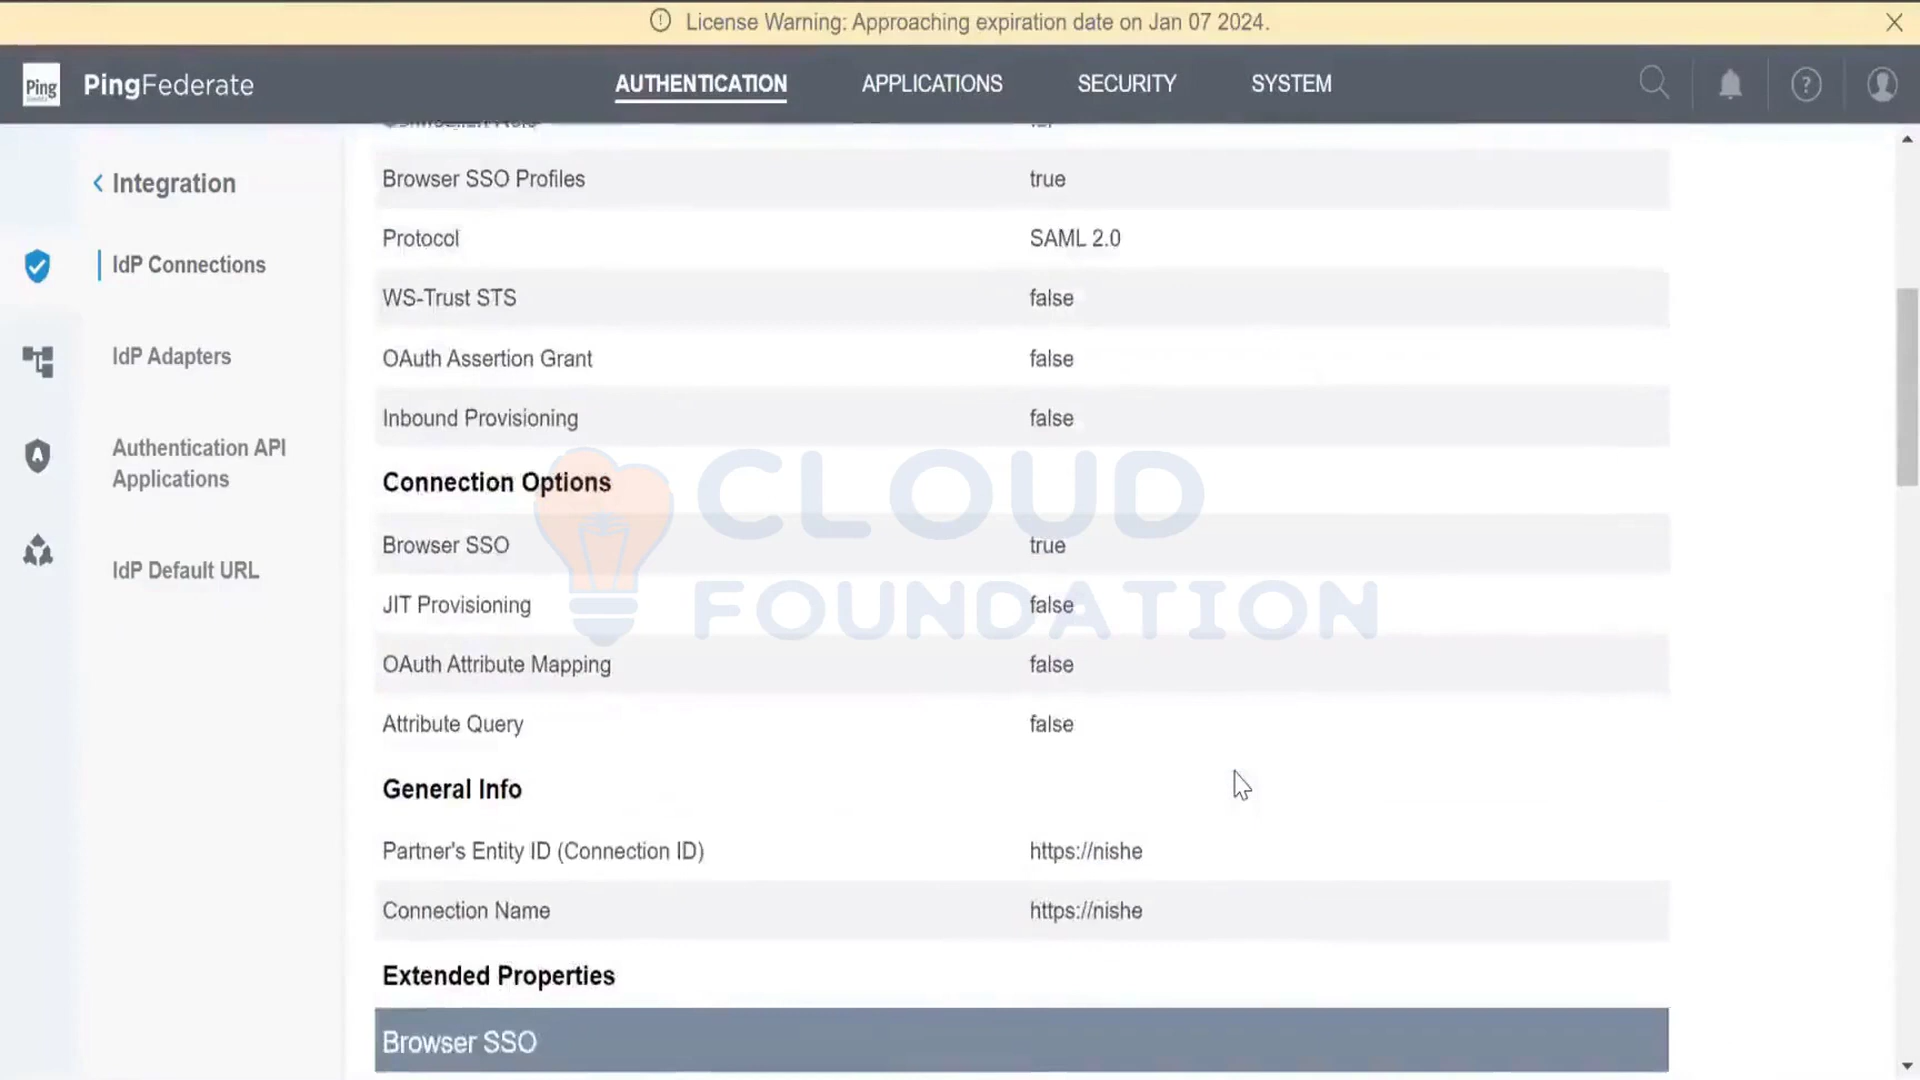 License Warning: Approaching expiration date on Jan 07 2024.
Ping
PingFederate
AUTHENTICATION
APPLICATIONS
SECURITY
SYSTEM
Integration
IdP Connections
IdP Adapters
Authentication API
Applications
IdP Default URL
Browser SSO Profiles true
Protocol SAML 2.0
WS-Trust STS false
OAuth Assertion Grant false
Inbound Provisioning false
Connection Options
Browser SSO true
JIT Provisioning false
OAuth Attribute Mapping false
Attribute Query false
General Info
Partner's Entity ID (Connection ID) https://nishe
Connection Name https://nishe
Extended Properties
Browser SSO
CLOUD
FOUNDATION